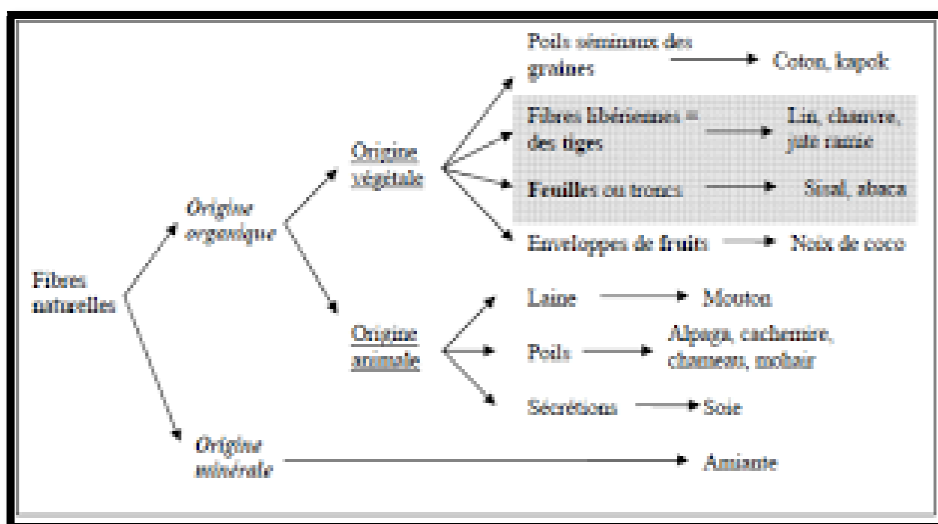 Poils séminaux des
graines
Coton, kapok
Fibres libériennes =
des tiges
Lin, chanvre,
jute ramie
Origine
végétale
Feuilles ou troncs
Sisal, abaca
Origine
organique
Enveloppes de fruits
Noix de coco
Fibres
naturelles
Laine
Mouton
Origine
animale
Poils
Alpaga, cachemire,
chameau, mohair
Sécrétions
Soie
Origine
minérale
Amiante